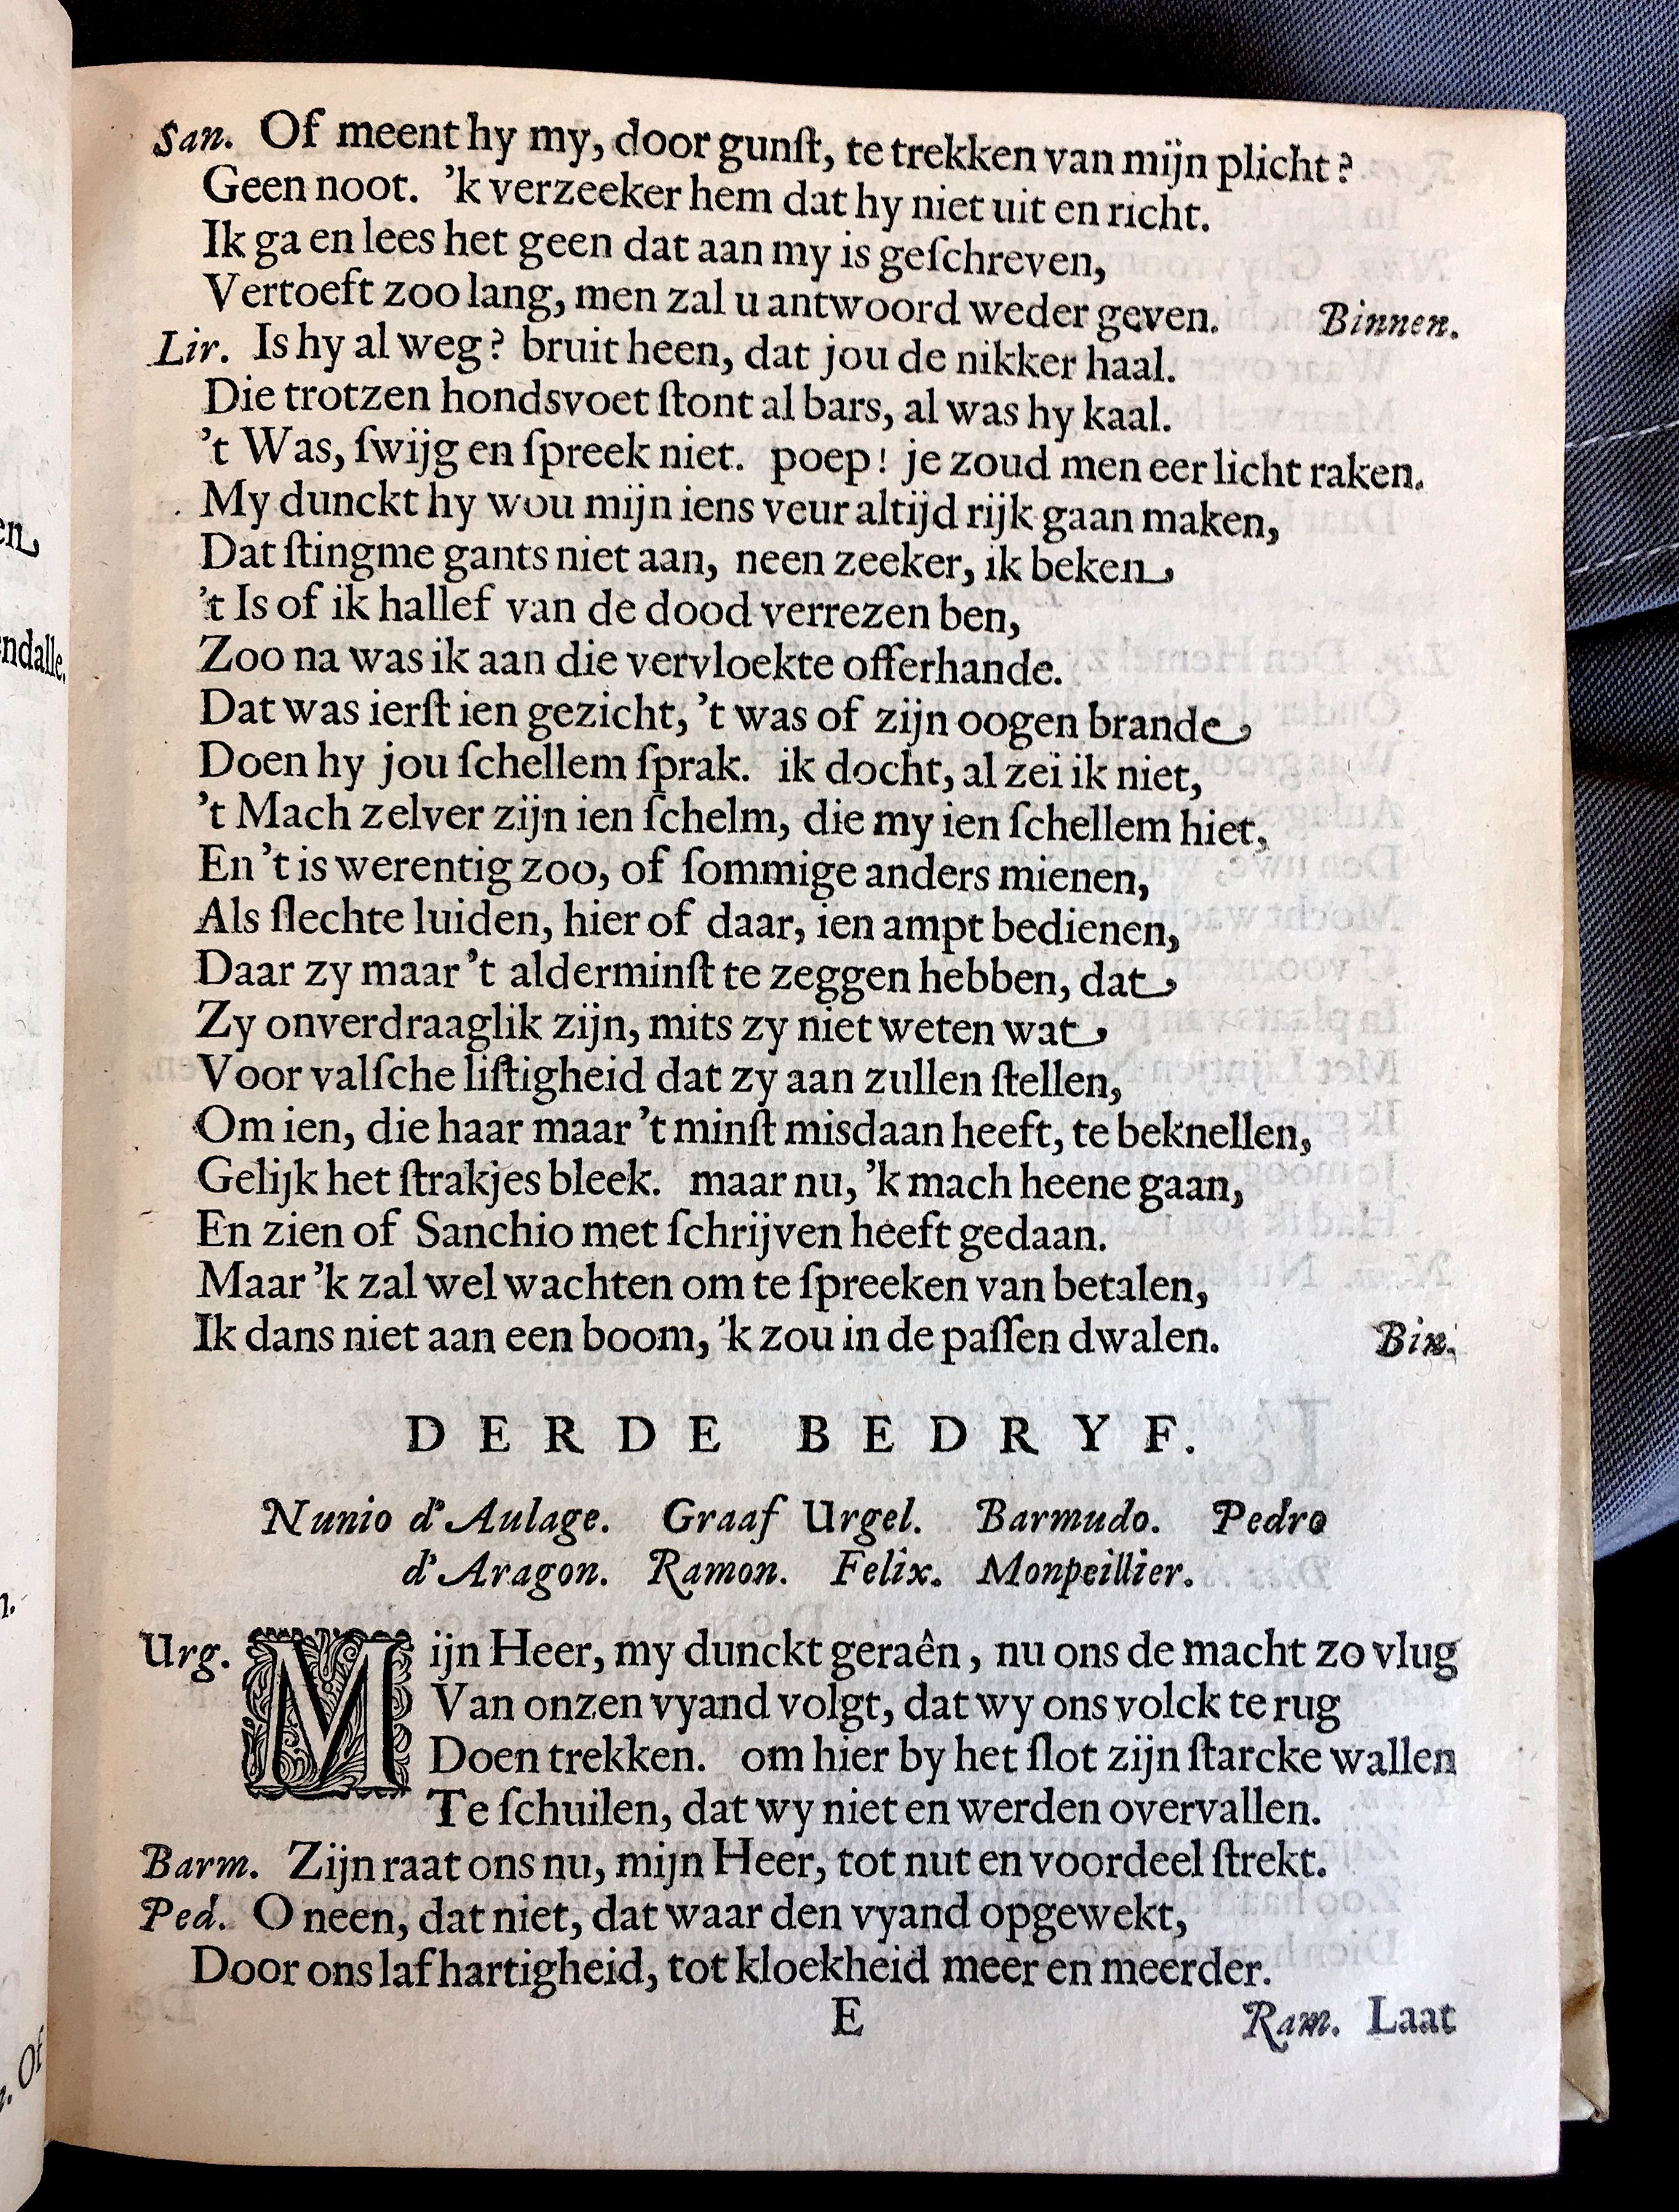 San. Of meent hy my, door gunſt, te trekken van mijn plicht?
Geen noot. 'k verzeeker hem dat hy niet uit en richt.
Ik ga en lees het geen dat aan my is geſchreven,
Vertoeft zoo lang, men zal u antwoord weder geven. Binnen.
Lir. Is hy al weg? bruit heen, dat jou de nikker haal.
Die trotzen hondsvoet ſtont al bars, al was hy kaal.
't Was, ſwijg en ſpreek niet. poep! je zoud men eer licht raken.
My dunckt hy wou mijn iens veur altijd rijk gaan maken,
Dat ſtingme gants niet aan, neen zeeker, ik beken
't Is of ik hallef van de dood verrezen ben,
Zoo na was ik aan die vervloekte offerhande.
Dat was ierſt ien gezicht, 't was of zijn oogen brande
Doen hy jou ſchellem ſprak. ik docht, al zei ik niet,
't Mach zelver zijn ien ſchelm, die my ien ſchellem hiet,
En 't is werentig zoo, of ſommige anders mienen,
Als ſlechte luiden, hier of daar, ien ampt bedienen,
Daar zy maar 't alderminſt te zeggen hebben, dat
Zy onverdraaglik zijn, mits zy niet weten wat
Voor valſche liſtigheid dat zy aan zullen ſtellen,
Om ien, die haar maar 't minſt misdaan heeft, te beknellen,
Gelijk het ſtrakjes bleek. maar nu, 'k mach heene gaan,
En zien of Sanchio met ſchrijven heeft gedaan.
Maar 'k zal wel wachten om te ſpreeken van betalen,
Ik dans niet aan een boom, 'k zou in de paſſen dwalen. Bin.
DERDE BEDRYF.
Nunio d'Aulage. Graaf Urgel. Barmudo. Pedro
d'Aragon. Ramon. Felix. Monpeillier.
Urg. Mijn Heer, my dunckt geraên, nu ons de macht zo vlug
Van onzen vyand volgt, dat wy ons volck te rug
Doen trekken. om hier by het ſlot zijn ſtarcke wallen
Te ſchuilen, dat wy niet en werden overvallen.
Barm. Zijn raat ons nu, mijn Heer, tot nut en voordeel ſtrekt.
Ped. O neen, dat niet, dat waar den vyand opgewekt,
Door ons lafhartigheid, tot kloekheid meer en meerder.
E Ram. Laat